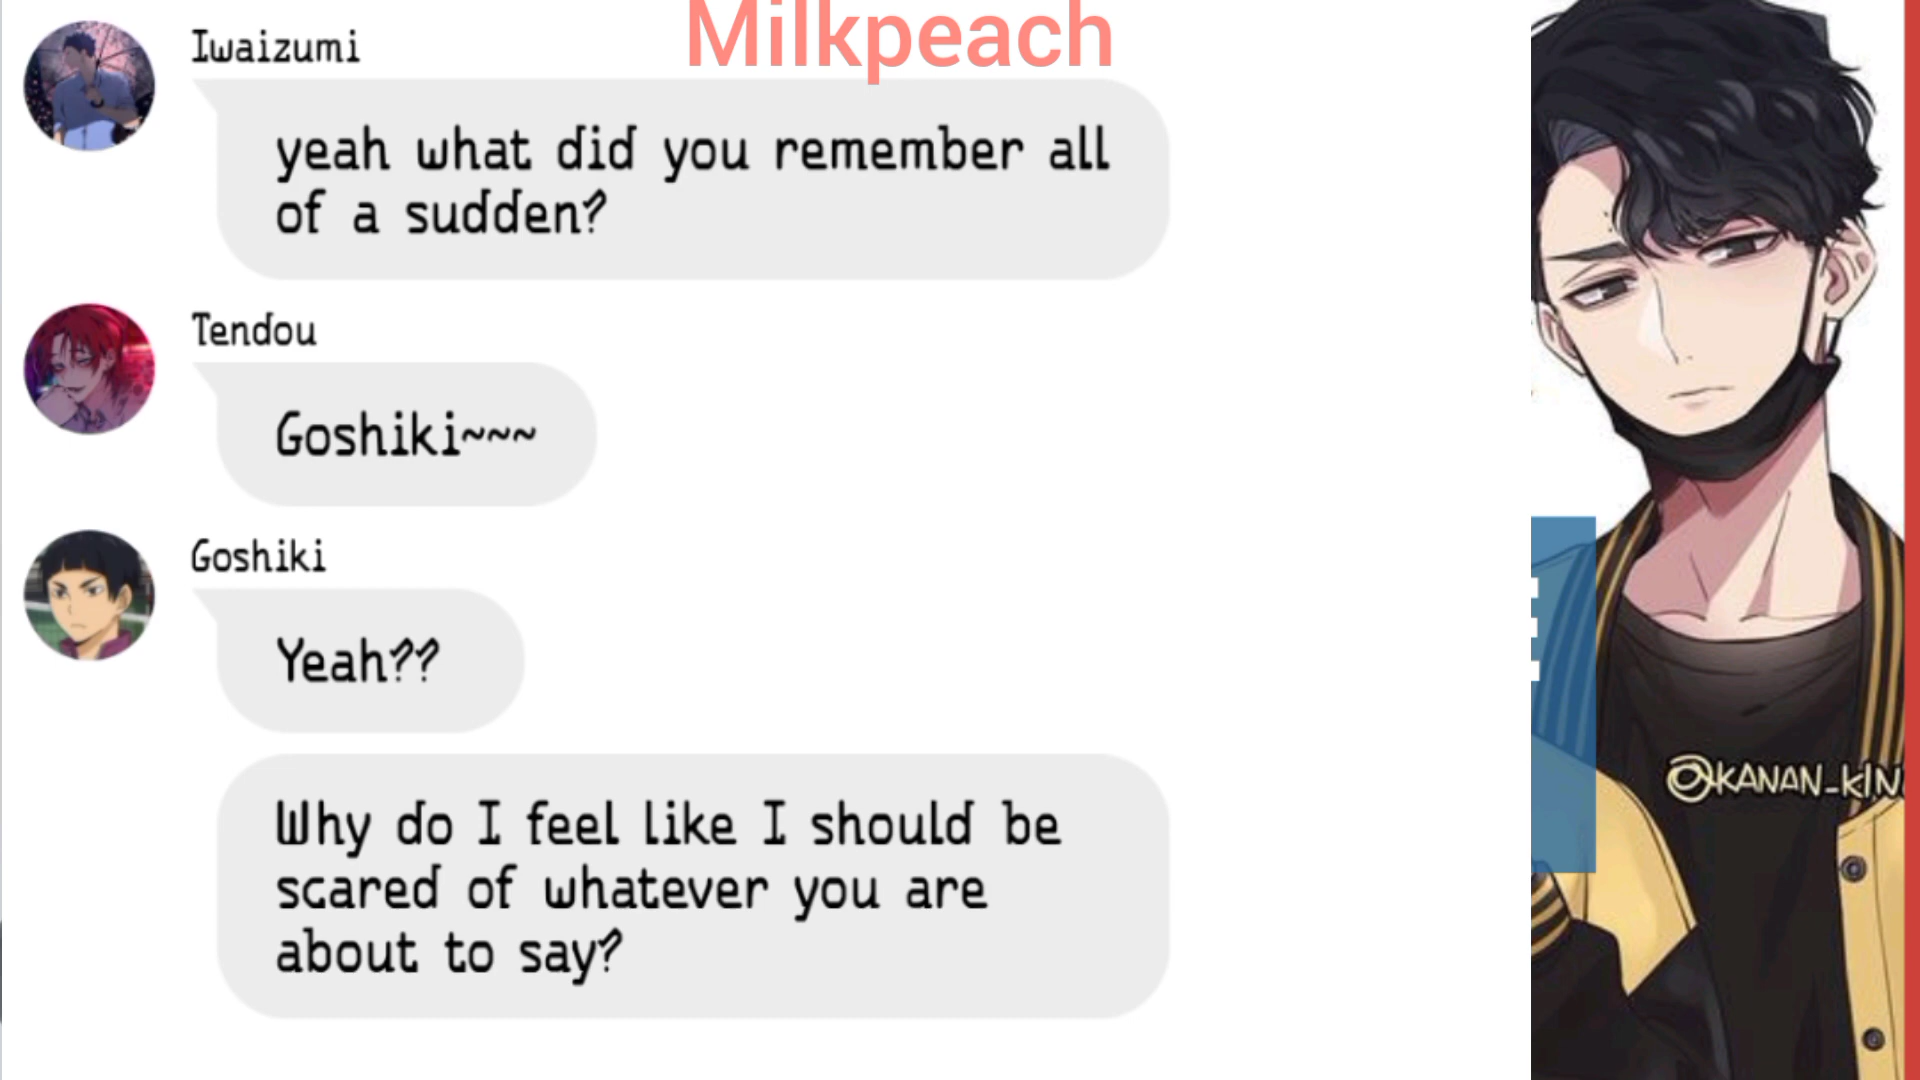 Milkpeach
Iwaizumi
yeah what did you remember all
of a sudden?
Tendou
Goshiki~~~
Goshiki
Yeah??
Why do I feel like I should be
scared of whatever you are
about to say?
@KANAN_KIN